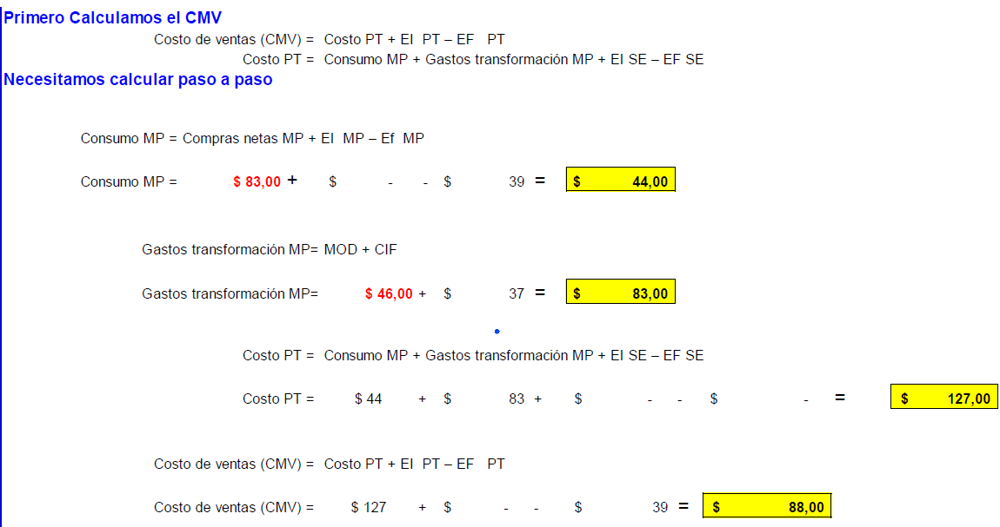 Primero Calculamos el CMV
Costo de ventas (CMV) = Costo PT + EI PT – EF PT
Costo PT = Consumo MP + Gastos transformación MP + EI SE – EF SE
Necesitamos calcular paso a paso
Consumo MP = Compras netas MP + EI MP – Ef MP
Consumo MP = $ 83,00 + $ - - $ 39 = $ 44,00
Gastos transformación MP= MOD + CIF
Gastos transformación MP= $ 46,00 + $ 37 = $ 83,00
Costo PT = Consumo MP + Gastos transformación MP + EI SE – EF SE
Costo PT = $ 44 + $ 83 + $ - - $ - = $ 127,00
Costo de ventas (CMV) = Costo PT + EI PT – EF PT
Costo de ventas (CMV) = $ 127 + $ - - $ 39 = $ 88,00